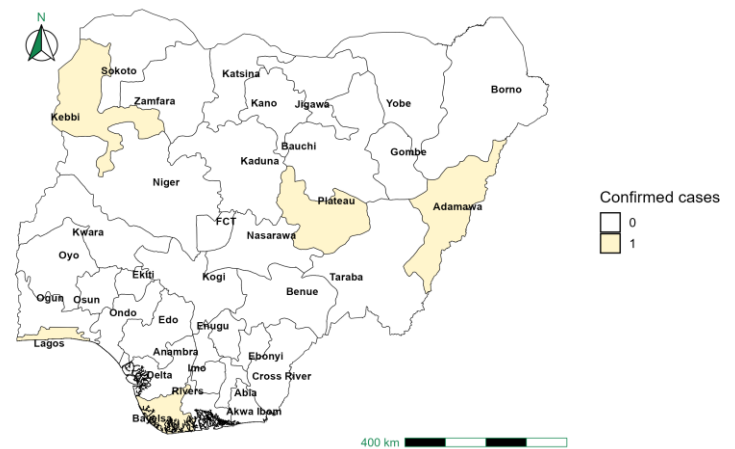 N
Sokoto
Katsina
Zamfara
Kano
Jigawa
Yobe
Borno
Kebbi
Bauchi
Gombe
Kaduna
Niger
Plateau
Adamawa
Confirmed cases
0
1
FCT
Nasarawa
Kwara
Oyo
Ekiti
Kogi
Taraba
Benue
Ogun
Osun
Ondo
Edo
Enugu
Lagos
Anambra
Ebonyi
Delta
Imo
Cross River
Rivers
Abia
Bayelsa
Akwa Ibom
400 km